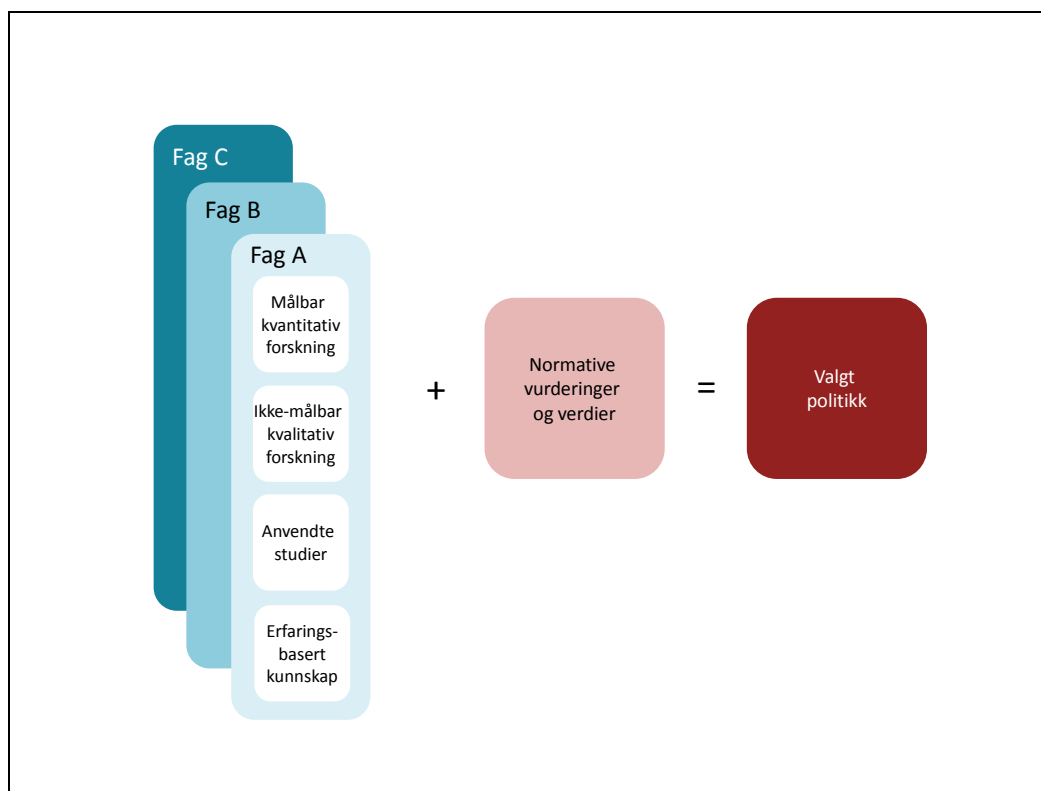 Fag C
Fag B
Fag A
Målbar
kvantitativ
forskning
Ikke-målbar
kvalitativ
forskning
Anvendte
studier
Erfarings-
basert
kunnskap
+
Normative
vurderinger
og verdier
=
Valgt
politikk